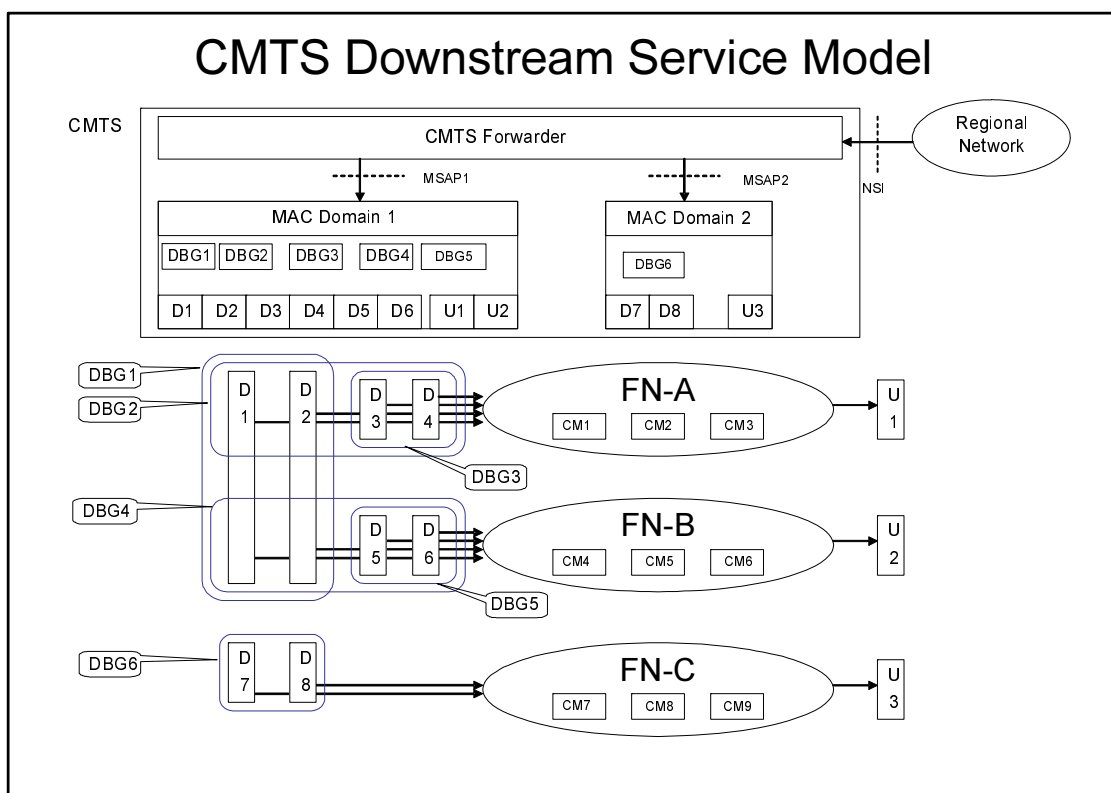 CMTS Downstream Service Model
CMTS
CMTS Forwarder
Regional
Network
MSAP1
MSAP2
NSI
MAC Domain 1
MAC Domain 2
DBG1 DBG2 DBG3 DBG4 DBG5
DBG6
D1 D2 D3 D4 D5 D6 U1 U2
D7 D8 U3
DBG1
DBG2
D
1
D
2
D
3
D
4
FN-A
CM1 CM2 CM3
U
1
DBG3
DBG4
D
5
D
6
FN-B
CM4 CM5 CM6
U
2
DBG5
DBG6
D
7
D
8
FN-C
CM7 CM8 CM9
U
3